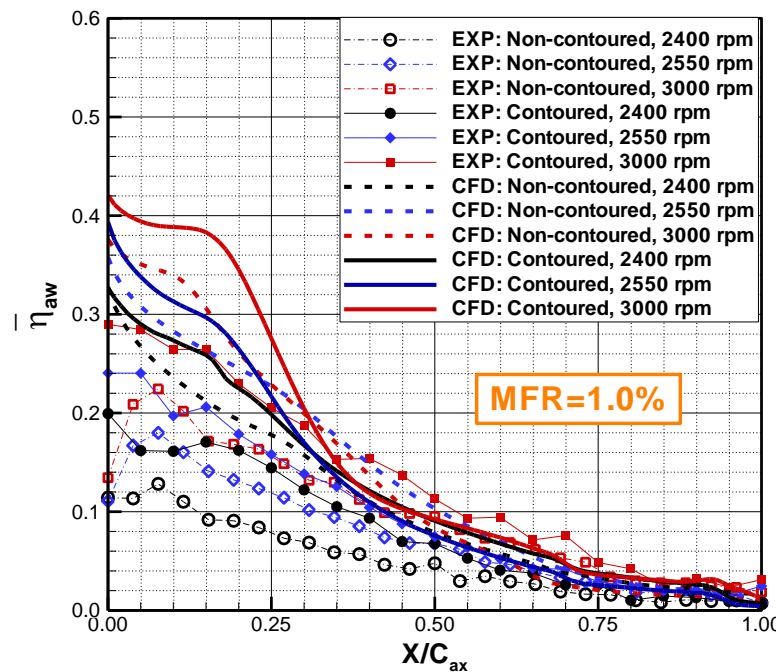 0.6
EXP: Non-contoured, 2400 rpm
EXP: Non-contoured, 2550 rpm
EXP: Non-contoured, 3000 rpm
0.5
EXP: Contoured, 2400 rpm
EXP: Contoured, 2550 rpm
EXP: Contoured, 3000 rpm
CFD: Non-contoured, 2400 rpm
0.4
CFD: Non-contoured, 2550 rpm
CFD: Non-contoured, 3000 rpm
CFD: Contoured, 2400 rpm
CFD: Contoured, 2550 rpm
CFD: Contoured, 3000 rpm
η̄aw
0.3
MFR=1.0%
0.2
0.1
0.0
0.00 0.25 0.50 0.75 1.00
X/Cax